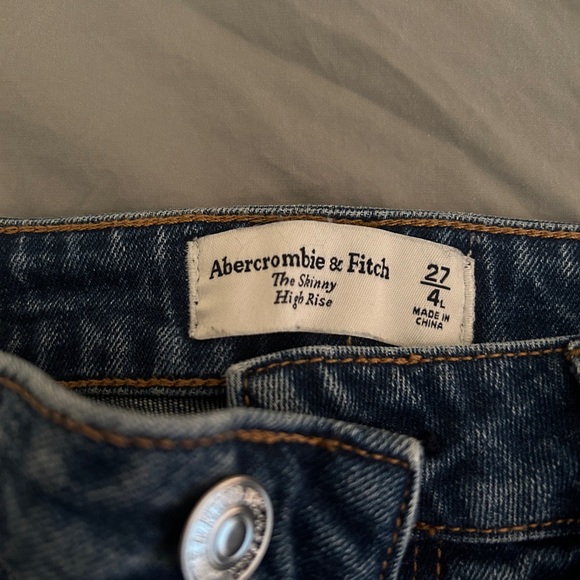 Abercrombie & Fitch
The Skinny
High Rise
27
4L
MADE IN
CHINA